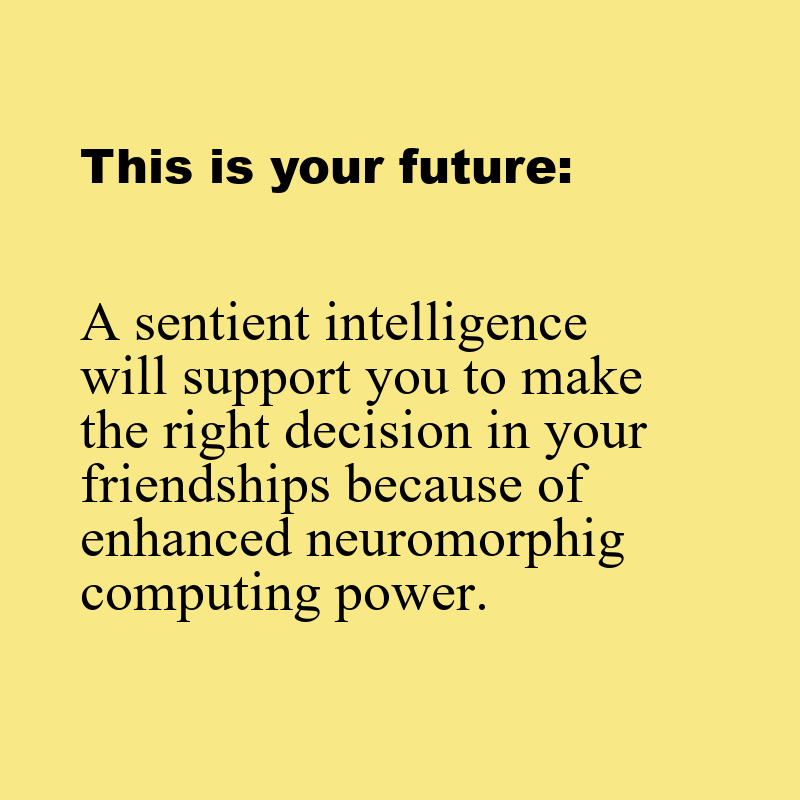 This is your future:
A sentient intelligence
will support you to make
the right decision in your
friendships because of
enhanced neuromorphig
computing power.